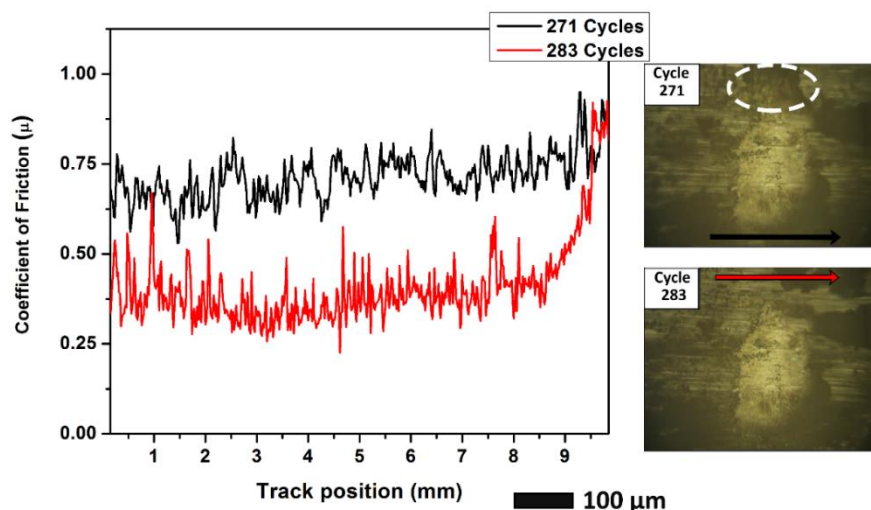 271 Cycles
283 Cycles
Coefficient of Friction (μ)
1.00
0.75
0.50
0.25
0.00
1 2 3 4 5 6 7 8 9
Track position (mm)
100 μm
Cycle
271
Cycle
283